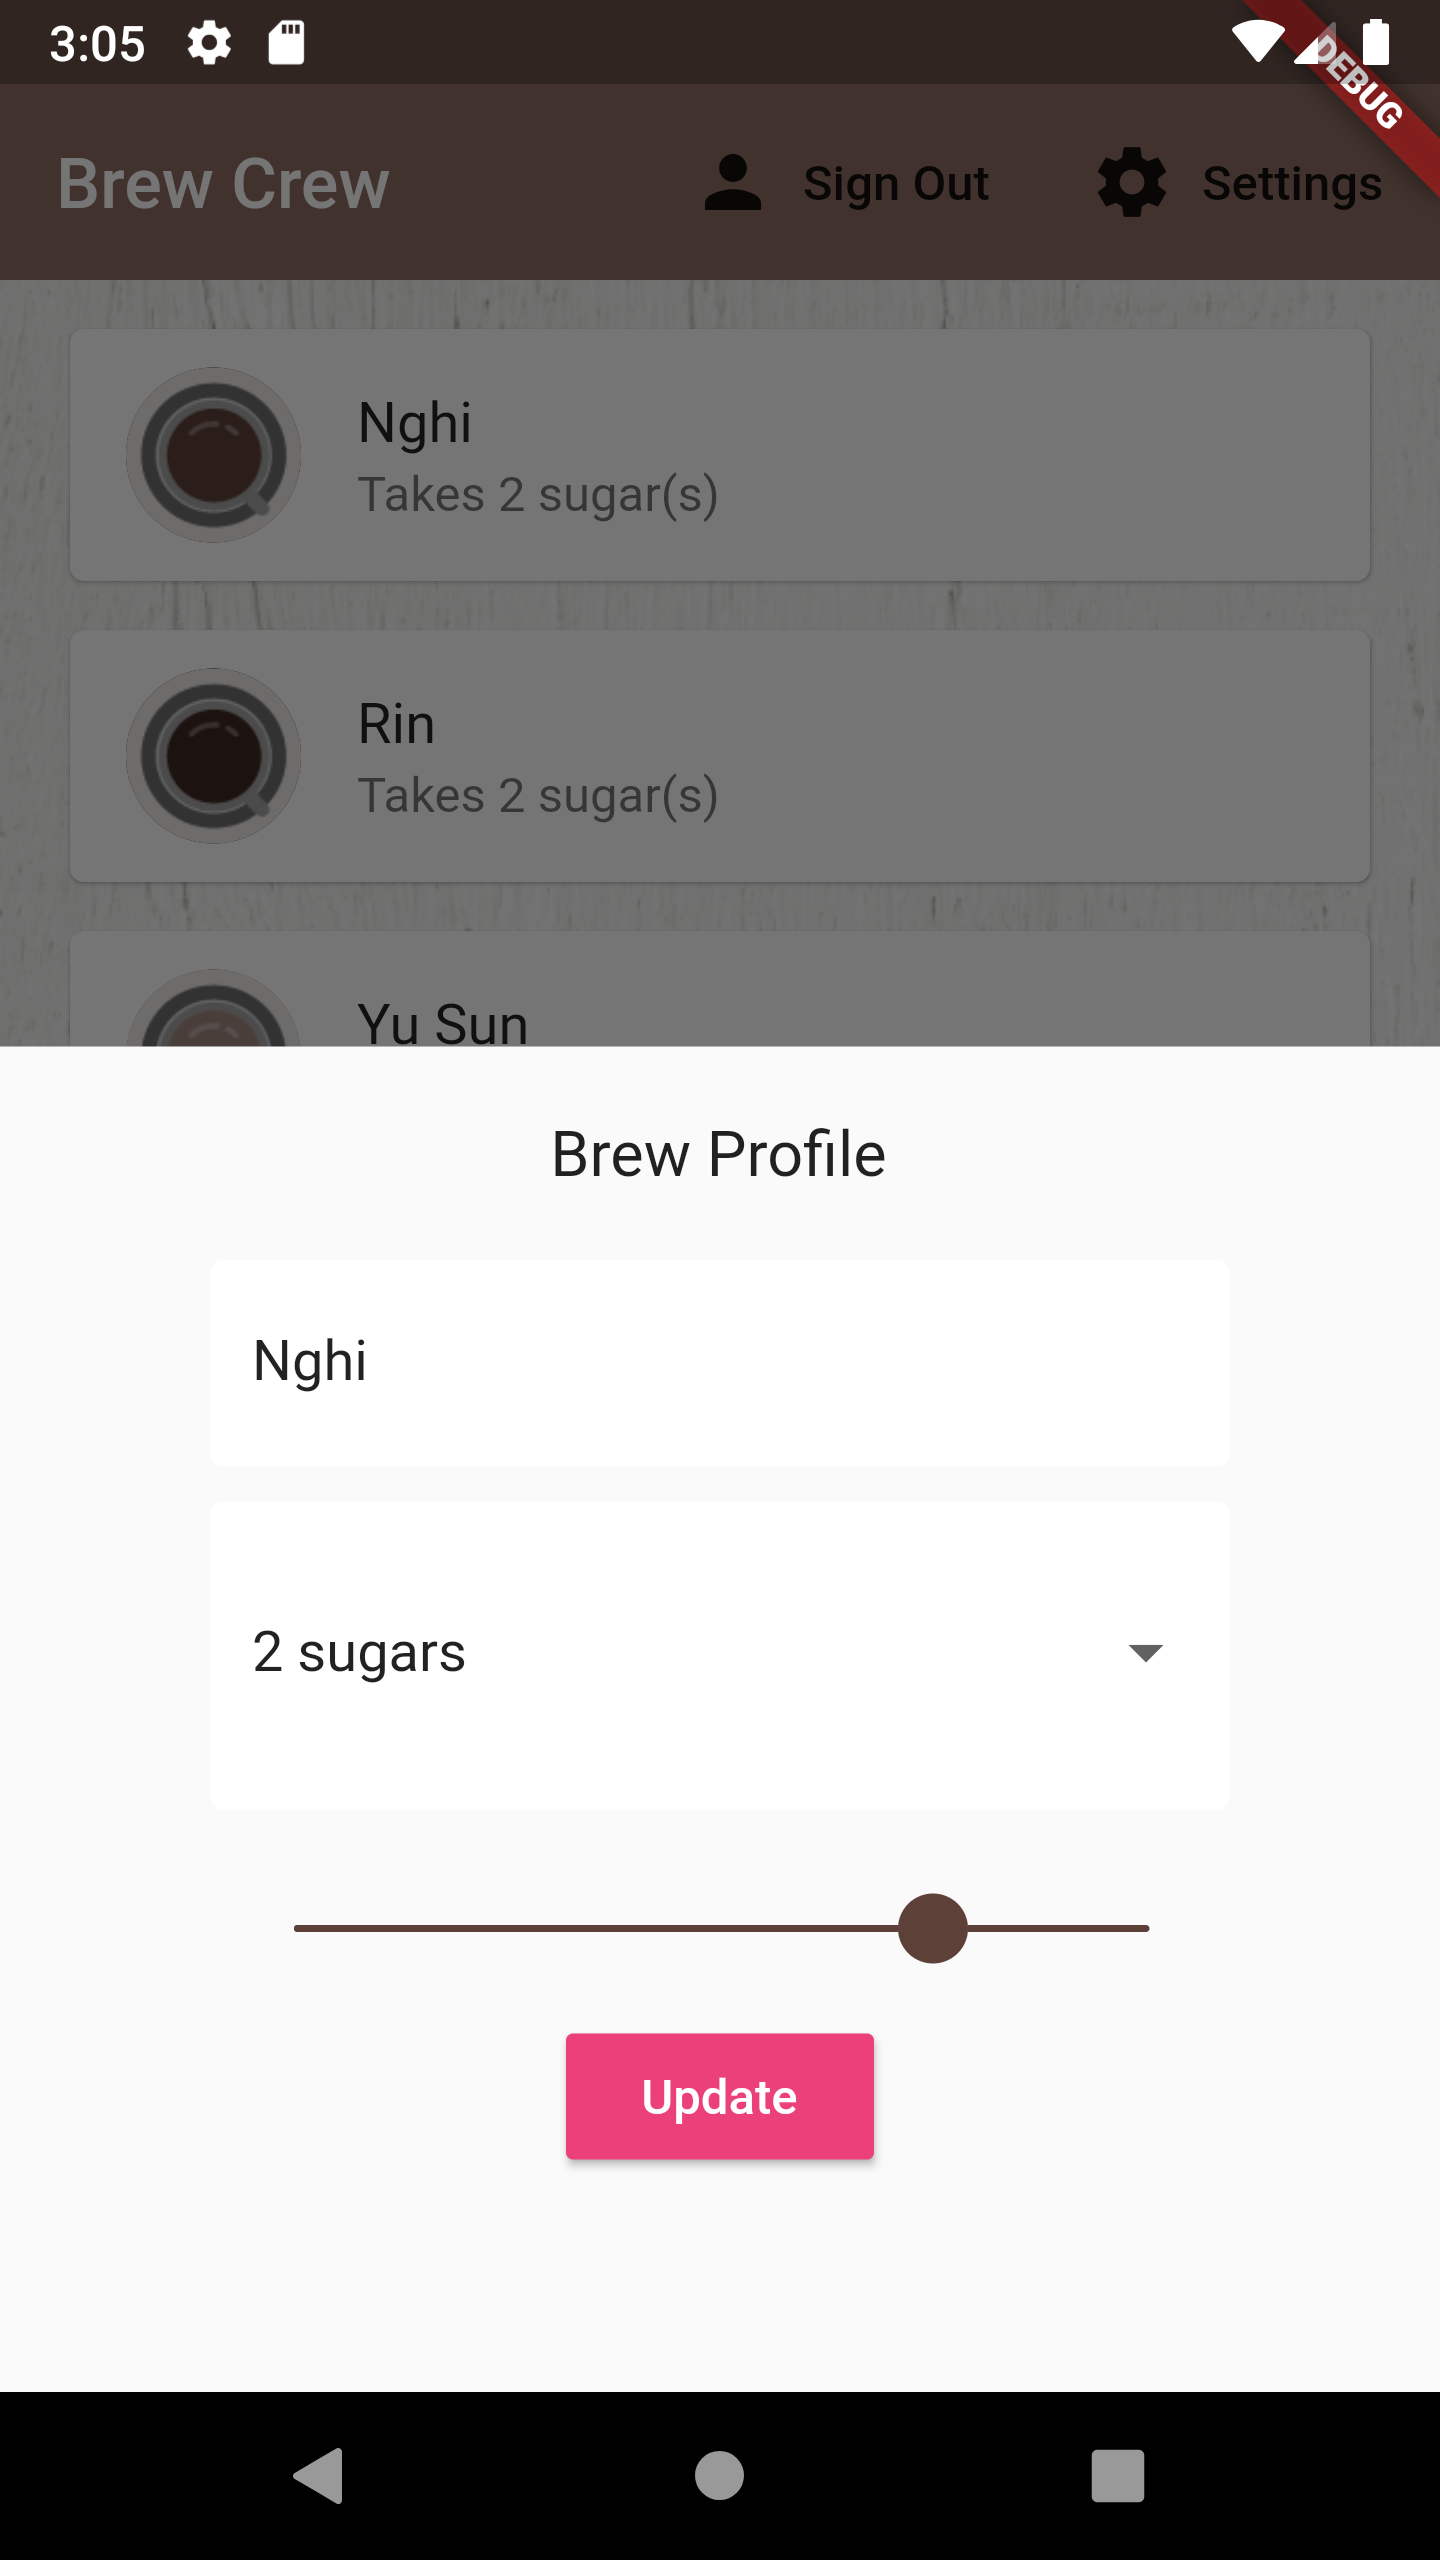 3:05
DEBUG
Brew Crew
Sign Out
Settings
Nghi
Takes 2 sugar(s)
Rin
Takes 2 sugar(s)
Yu Sun
Brew Profile
Nghi
2 sugars
Update